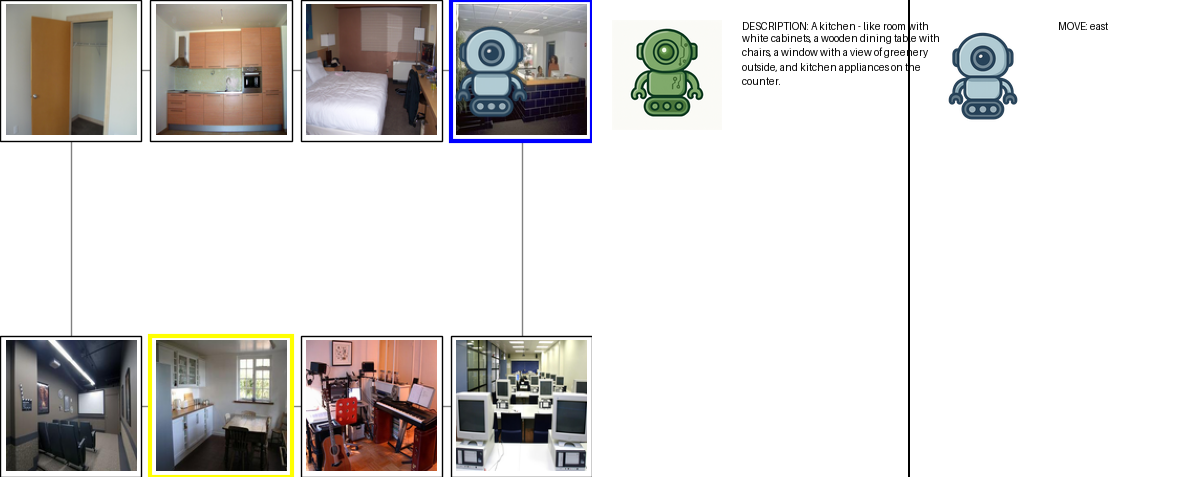 DESCRIPTION: A kitchen - like room with
white cabinets, a wooden dining table with
chairs, a window with a view of greenery
outside, and kitchen appliances on the
counter.
MOVE: east